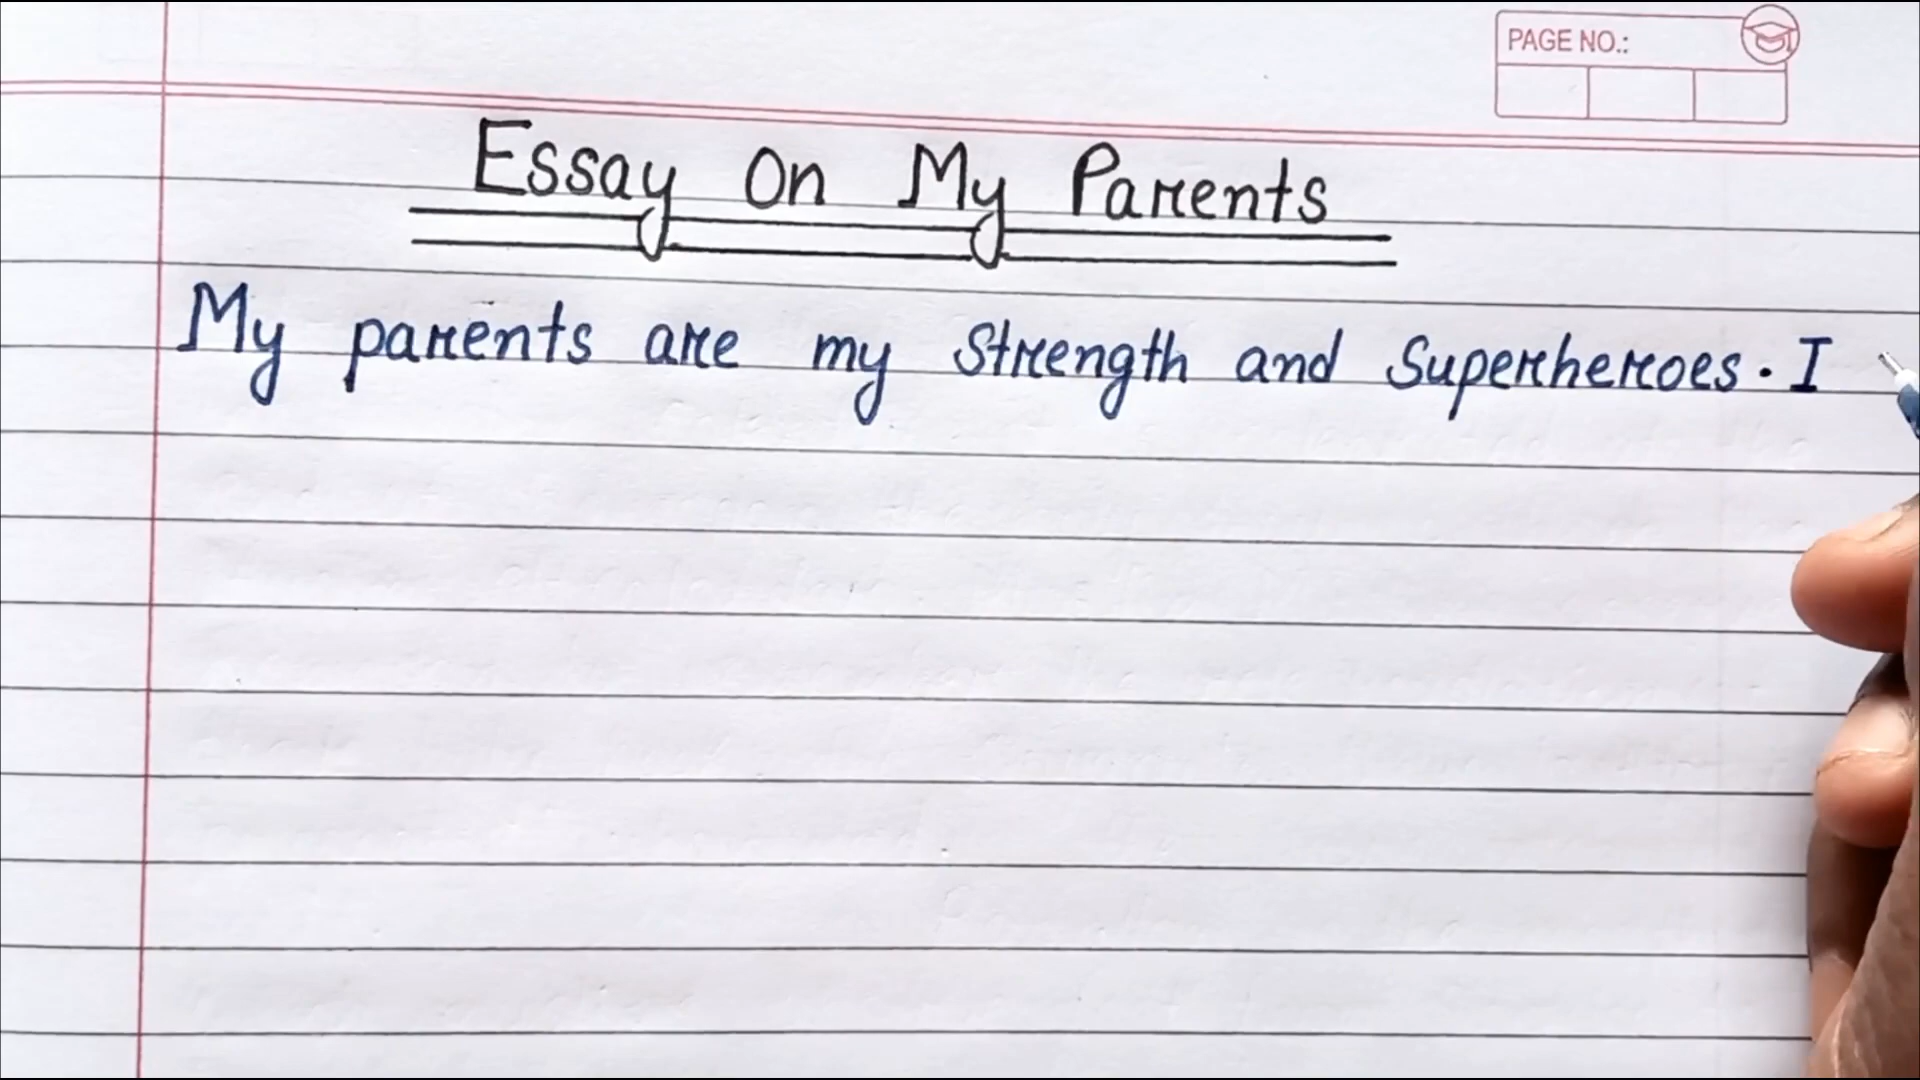 PAGE NO.:
Essay On My Parents
My parents are my Strength and Superheroes. I